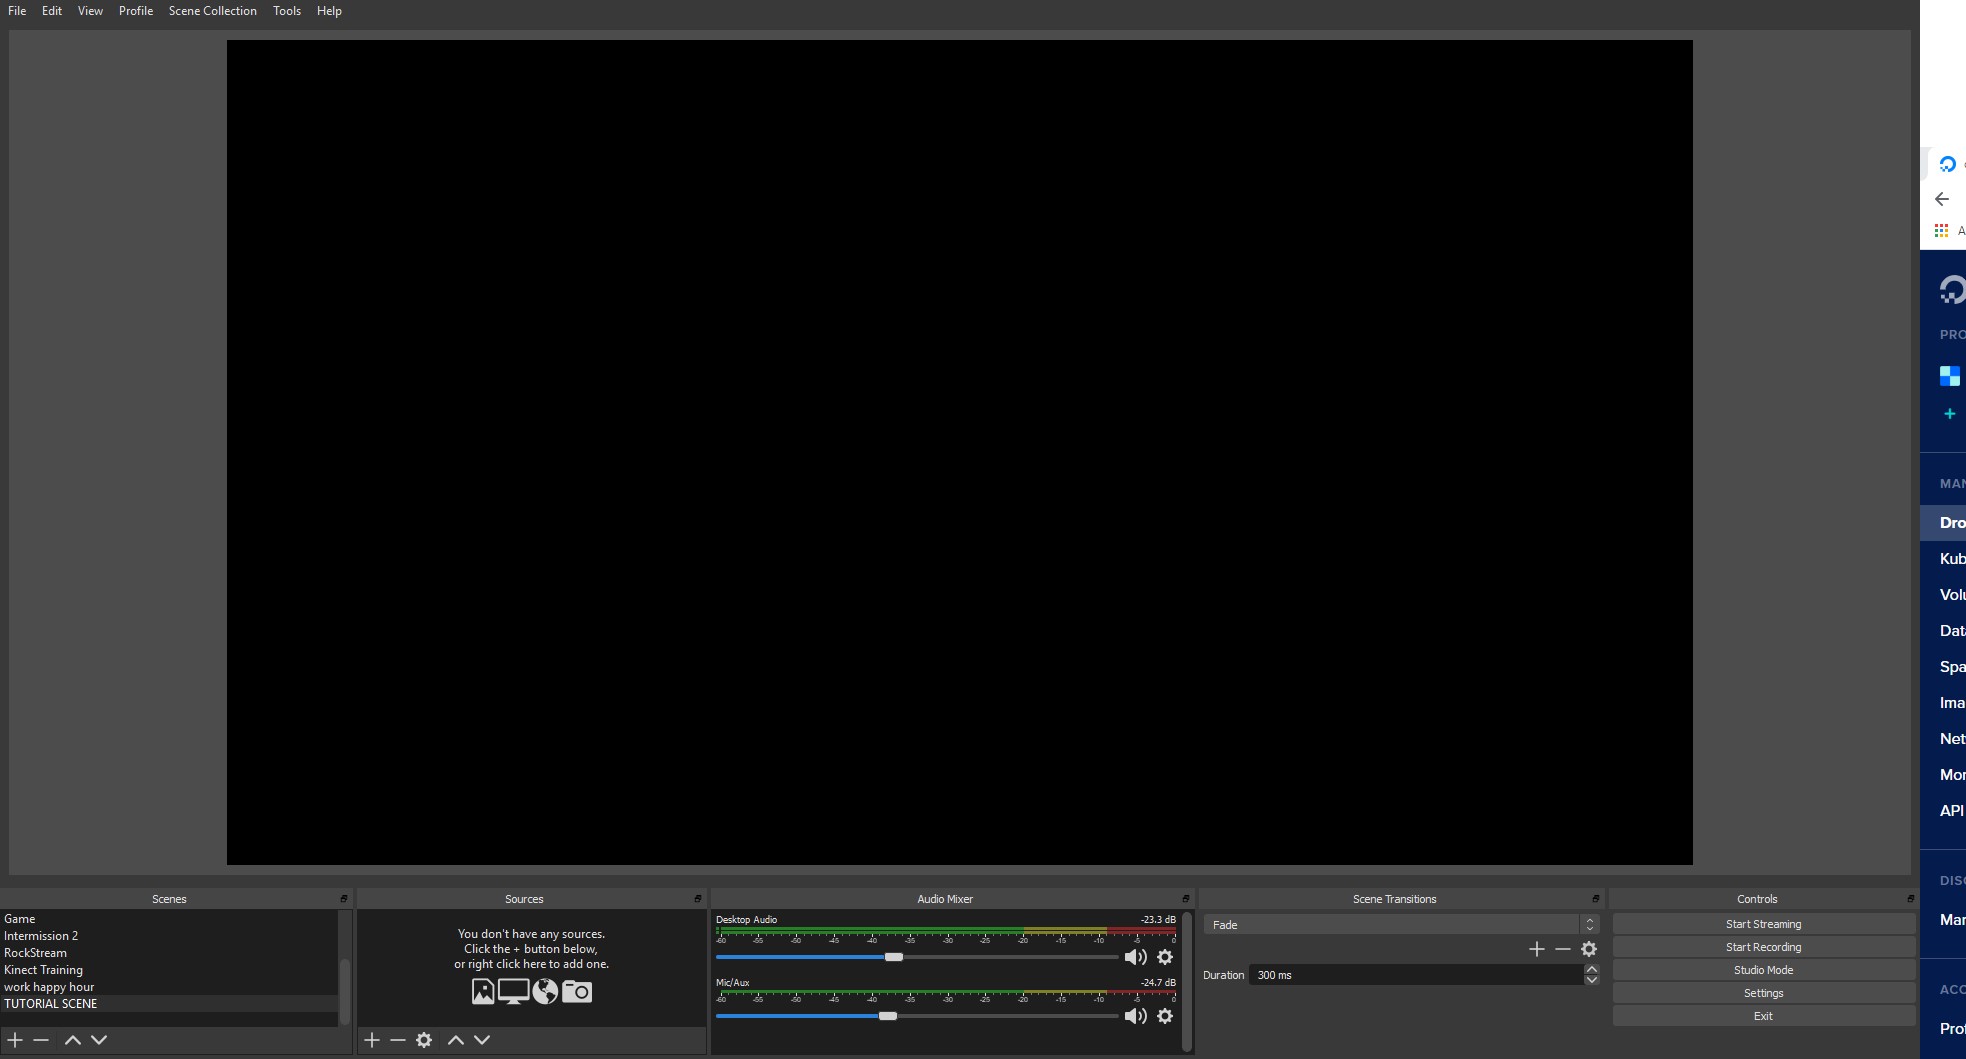 File Edit View Profile Scene Collection Tools Help
Scenes
Game
Intermission 2
RockStream
Kinect Training
work happy hour
TUTORIAL SCENE
Sources
You don't have any sources.
Click the + button below,
or right click here to add one.
Audio Mixer
Desktop Audio -23.3 dB
-60 -55 -50 -45 -40 -35 -30 -25 -20 -15 -10 -5 0
Mic/Aux -24.7 dB
-60 -55 -50 -45 -40 -35 -30 -25 -20 -15 -10 -5 0
Scene Transitions
Fade
Duration 300 ms
Controls
Start Streaming
Start Recording
Studio Mode
Settings
Exit
A
PRO
MAN
Dro
Kub
Volu
Data
Spa
Ima
Net
Mor
API
DISC
Mar
ACC
Prof